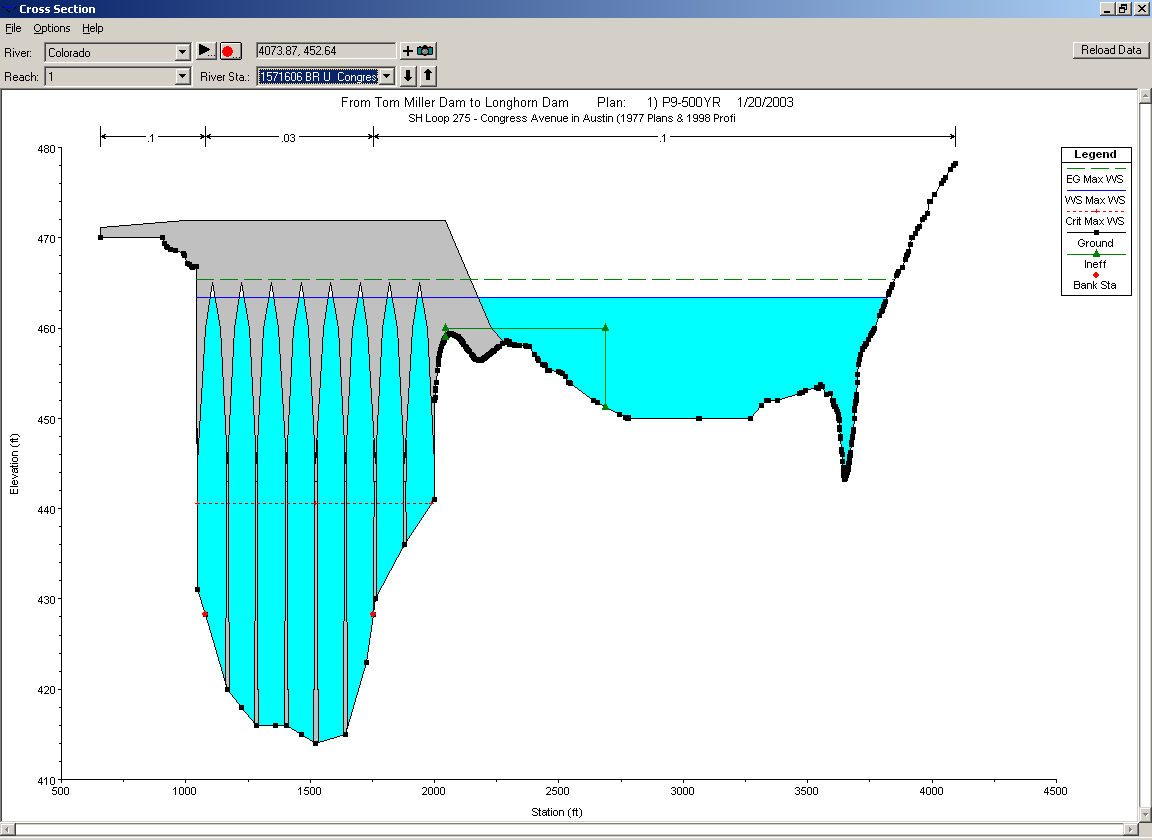 Cross Section
File Options Help
River: Colorado 4073.87, 452.64 Reload Data
Reach: 1 River Sta.: 1571606 BR U Congres
From Tom Miller Dam to Longhorn Dam Plan: 1) P9-500YR 1/20/2003
SH Loop 275 - Congress Avenue in Austin (1977 Plans & 1998 Profi
.1 .03 .1
Legend
EG Max WS
WS Max WS
Crit Max WS
Ground
Ineff
Bank Sta
480
470
460
450
440
430
420
410
Elevation (ft)
500 1000 1500 2000 2500 3000 3500 4000 4500
Station (ft)